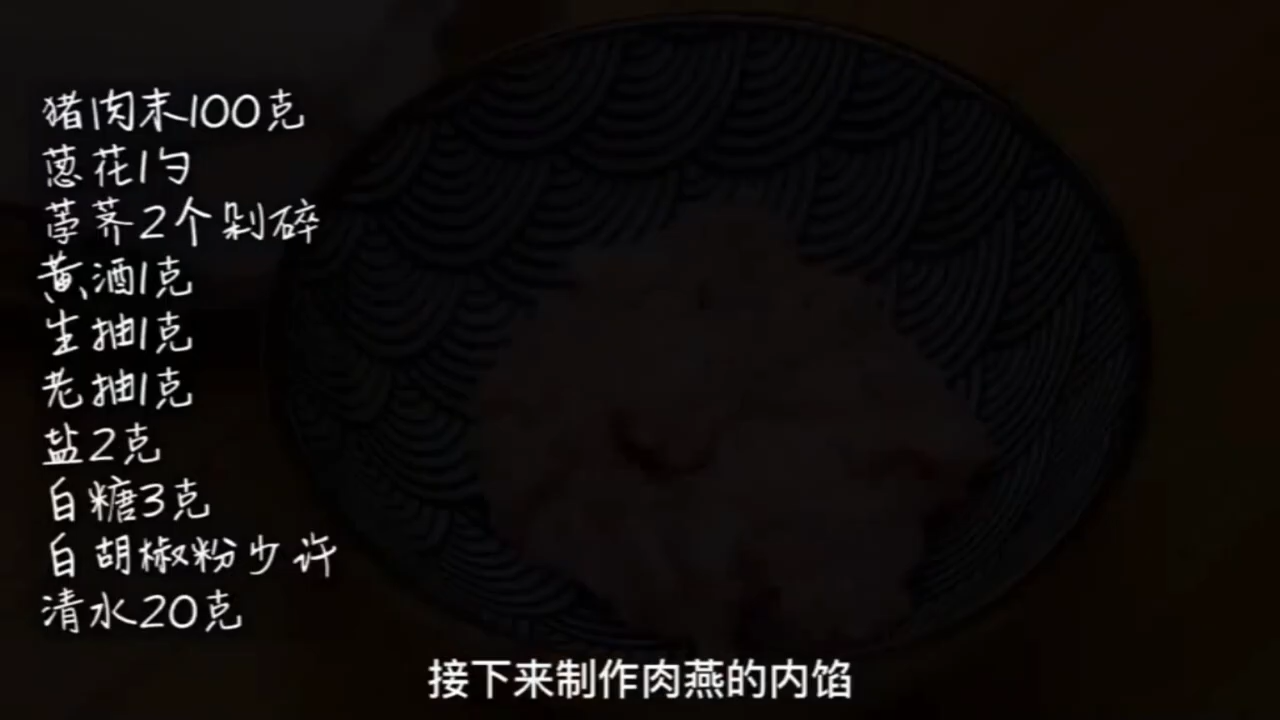 猪肉末100克
葱花1勺
荸荠2个剁碎
黄酒1克
生抽1克
老抽1克
盐2克
白糖3克
白胡椒粉少许
清水20克
接下来制作肉燕的内馅